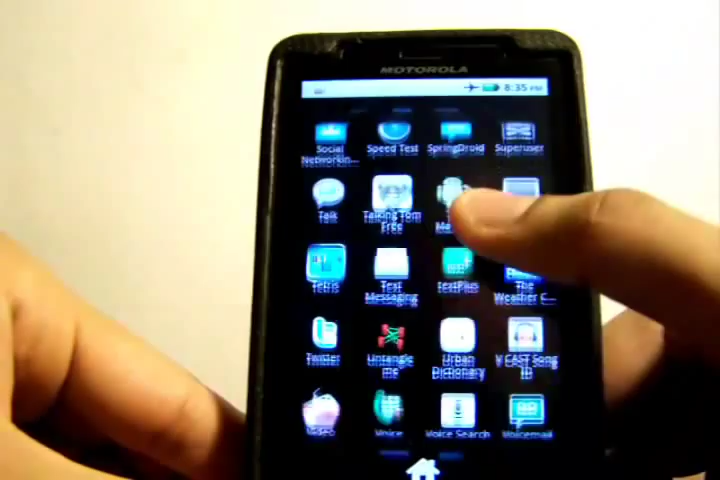 MOTOROLA
8:35 PM
Social
Networkin...
Speed Test
SpringDroid
Superuser
Talk
Talking Tom
Free
Tetris
Text
Messaging
textPlus
The
Weather C...
Twitter
Untangle
me
Urban
Dictionary
V CAST Song
ID
Video
Voice
Voice Search
Voicemail